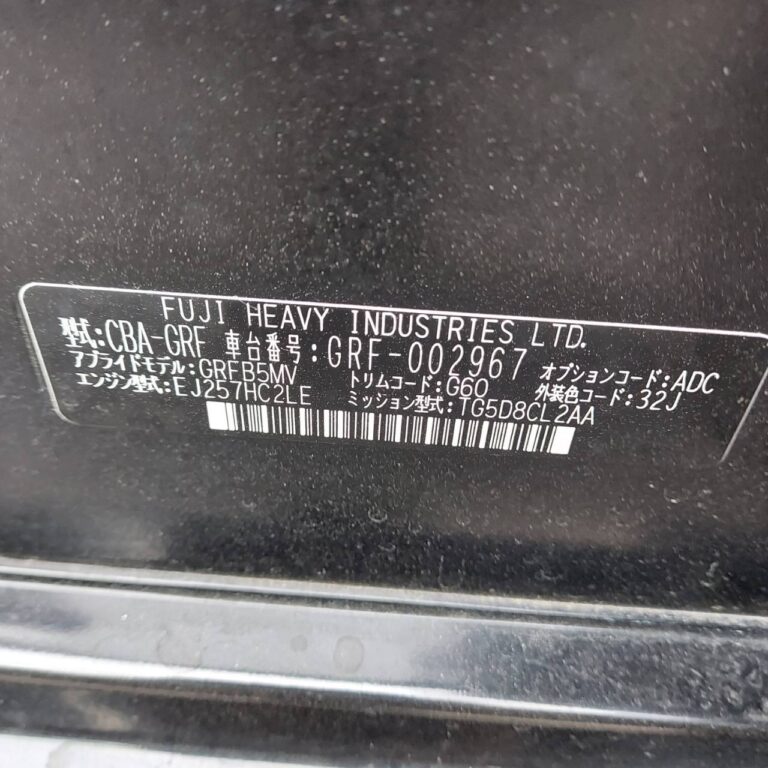 FUJI HEAVY INDUSTRIES LTD.
型式:CBA-GRF 車台番号:GRF-002967
アプライドモデル:GRFB5MV トリムコード:G60 オプションコード:ADC
エンジン型式:EJ257HC2LE ミッション型式:TG5D8CL2AA 外装色コード:32J